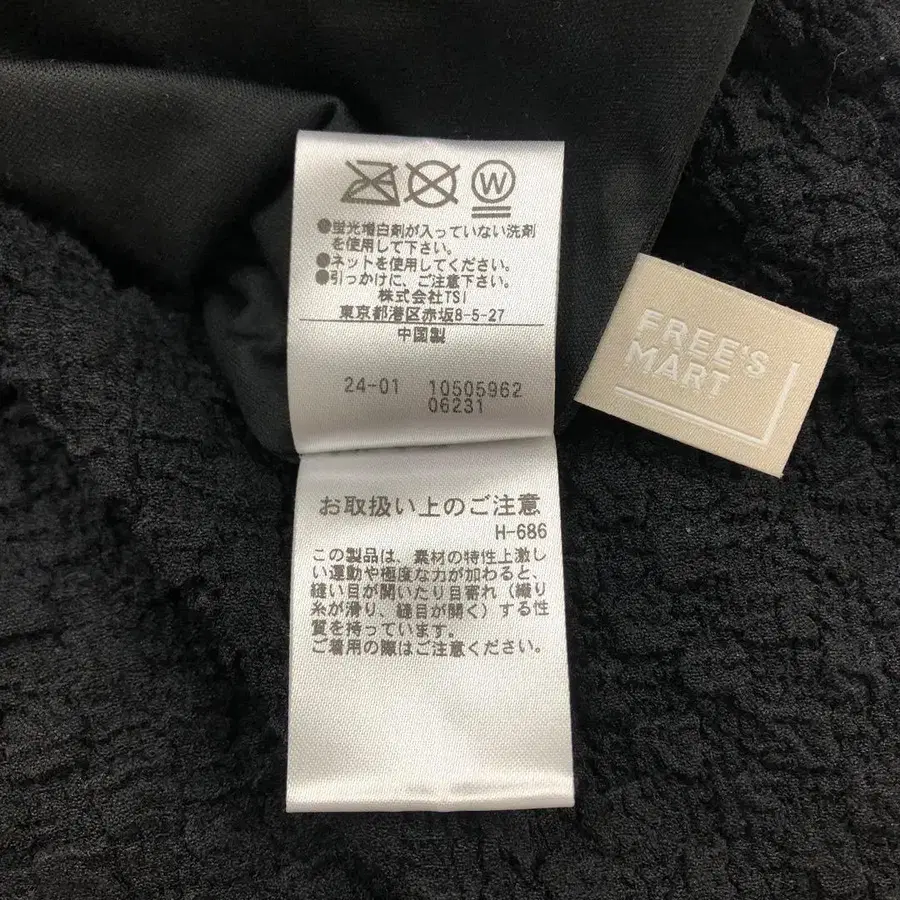 W
●蛍光増白剤が入っていない洗剤
を使用して下さい。
●ネットを使用してください。
●引っかけに、ご注意下さい。
株式会社TSI
東京都港区赤坂8-5-27
中国製
24-01 10505962
06231
FREE'S
MART
お取扱い上のご注意
H-686
この製品は、素材の特性上激し
い運動や極度な力が加わると、
縫い目が開いたり目寄れ（織り
糸が滑り、縫目が開く）する性
質を持っています。
ご着用の際はご注意ください。